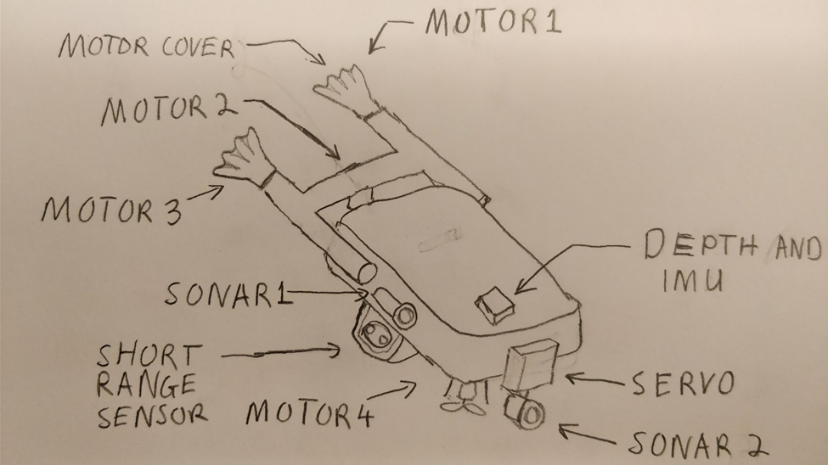 MOTOR 1
MOTOR COVER
MOTOR 2
MOTOR 3
DEPTH AND
IMU
SONAR 1
SHORT
RANGE
SENSOR
MOTOR 4
SERVO
SONAR 2